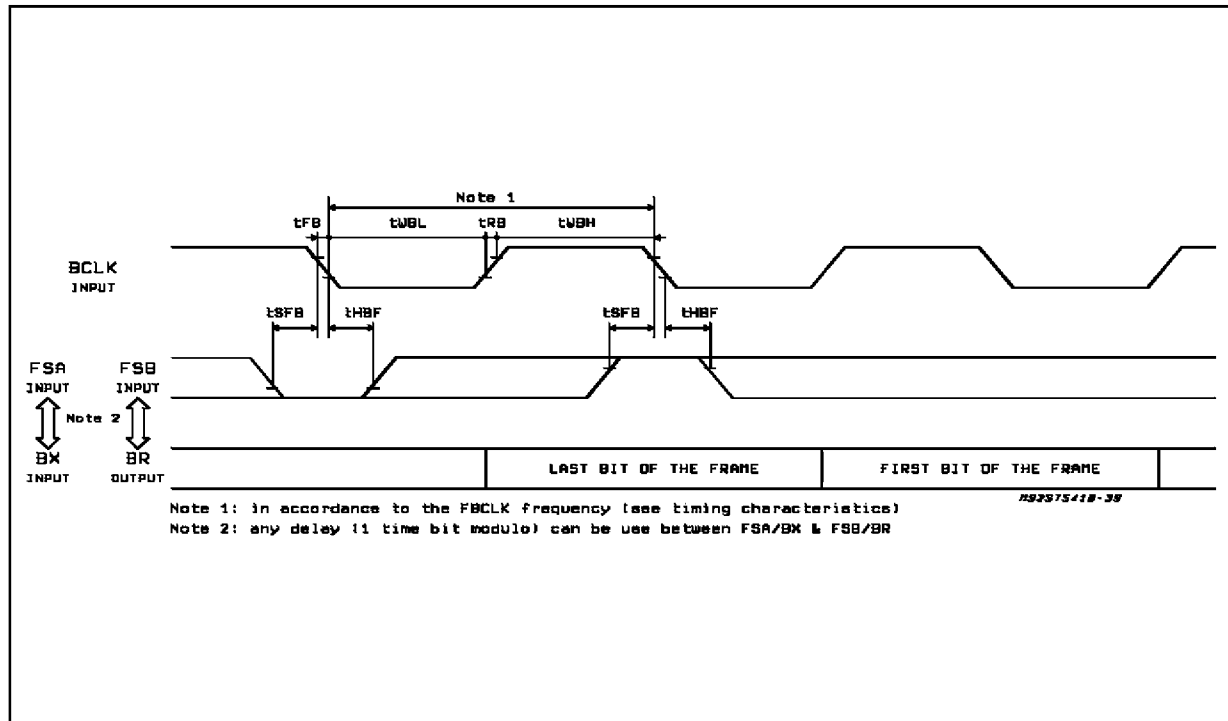 Note 1
tFB tWBL tRB tWBH
BCLK
INPUT
tSFB tHBF tSFB tHBF
FSA FSB
INPUT INPUT
Note 2
BX BR
INPUT OUTPUT
LAST BIT OF THE FRAME FIRST BIT OF THE FRAME
Note 1: in accordance to the FBCLK frequency (see timing characteristics)
Note 2: any delay (1 time bit modulo) can be use between FSA/BX & FSB/BR